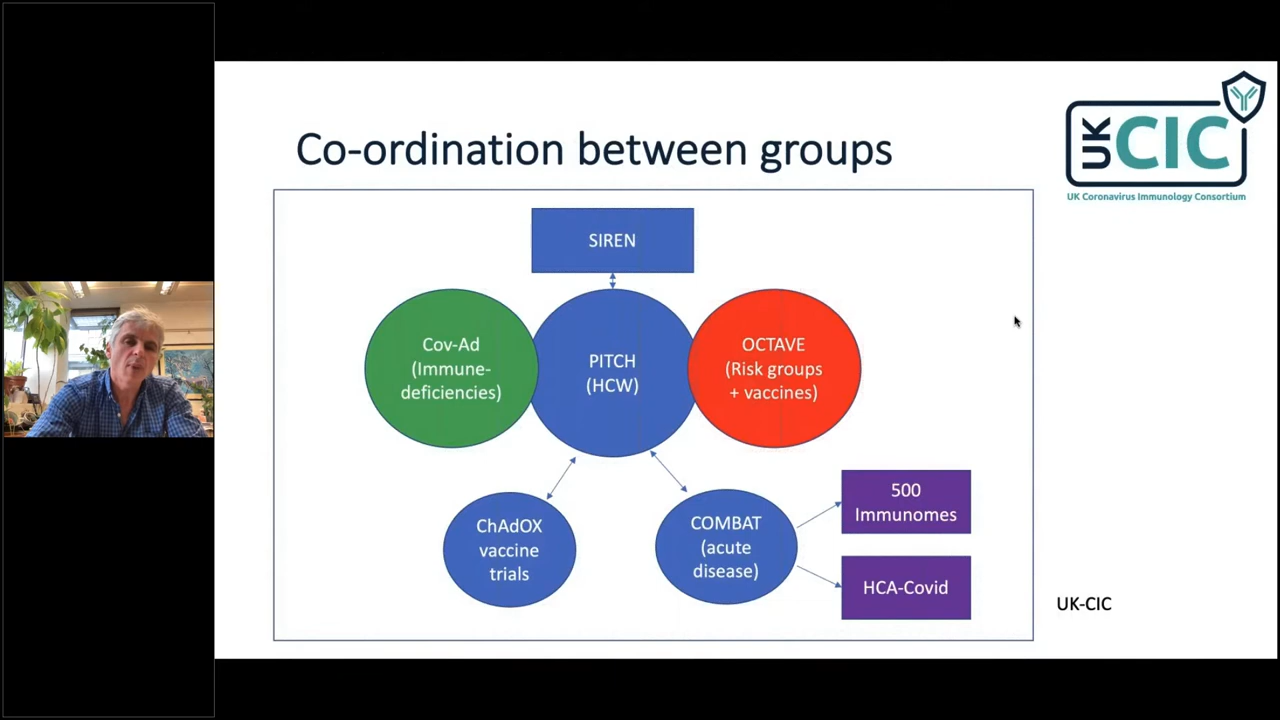 Co-ordination between groups
UK
CIC
UK Coronavirus Immunology Consortium
SIREN
Cov-Ad
(Immune-
deficiencies)
PITCH
(HCW)
OCTAVE
(Risk groups
+ vaccines)
ChAdOX
vaccine
trials
COMBAT
(acute
disease)
500
Immunomes
HCA-Covid
UK-CIC